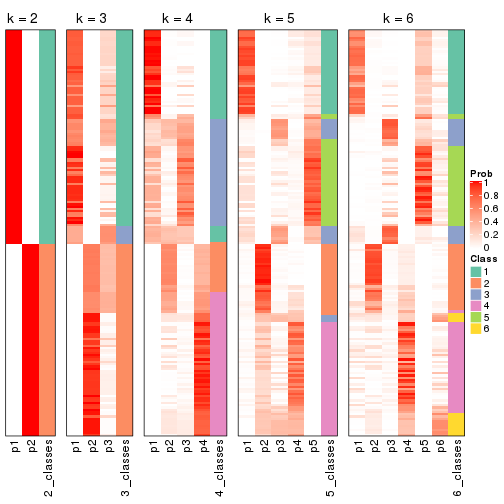 k = 2
k = 3
k = 4
k = 5
k = 6
p1
p2
2_classes
p1
p2
p3
3_classes
p1
p2
p3
p4
4_classes
p1
p2
p3
p4
p5
5_classes
p1
p2
p3
p4
p5
p6
6_classes
Prob
1
0.8
0.6
0.4
0.2
0
Class
1
2
3
4
5
6